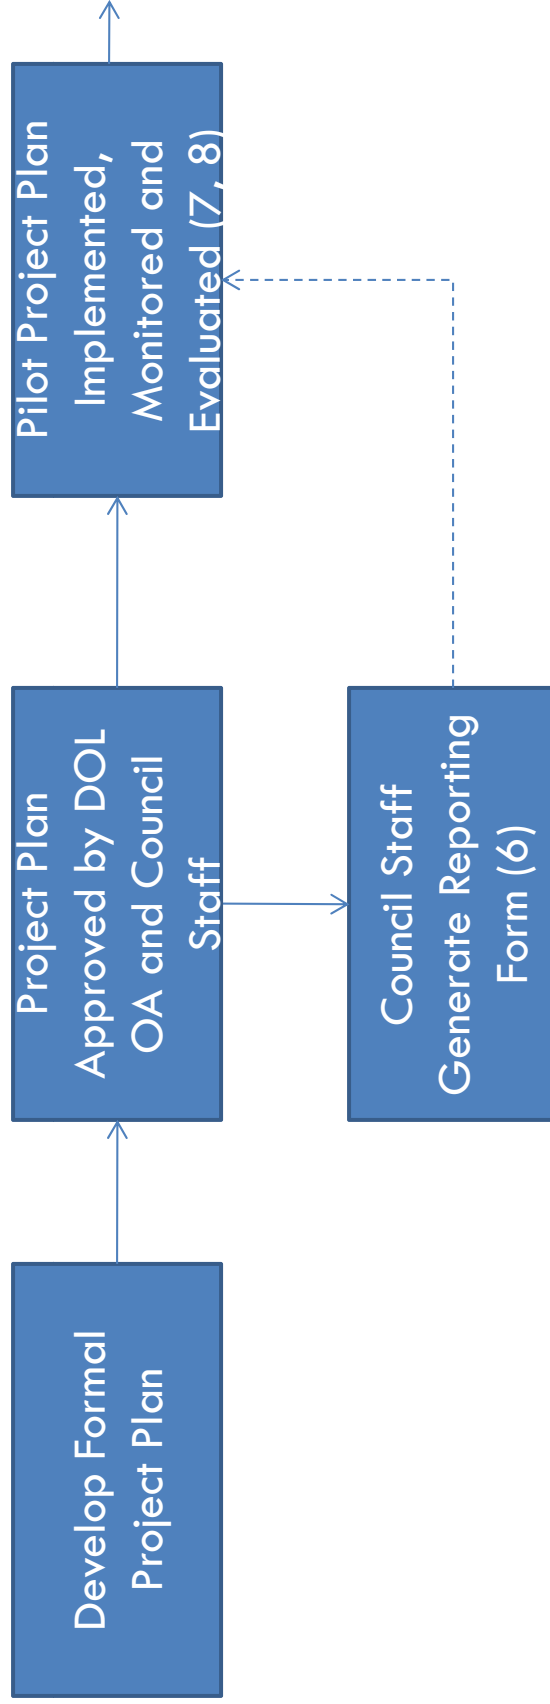 Develop Formal
Project Plan
Project Plan
Approved by DOL
OA and Council
Staff
Pilot Project Plan
Implemented,
Monitored and
Evaluated (7, 8)
Council Staff
Generate Reporting
Form (6)